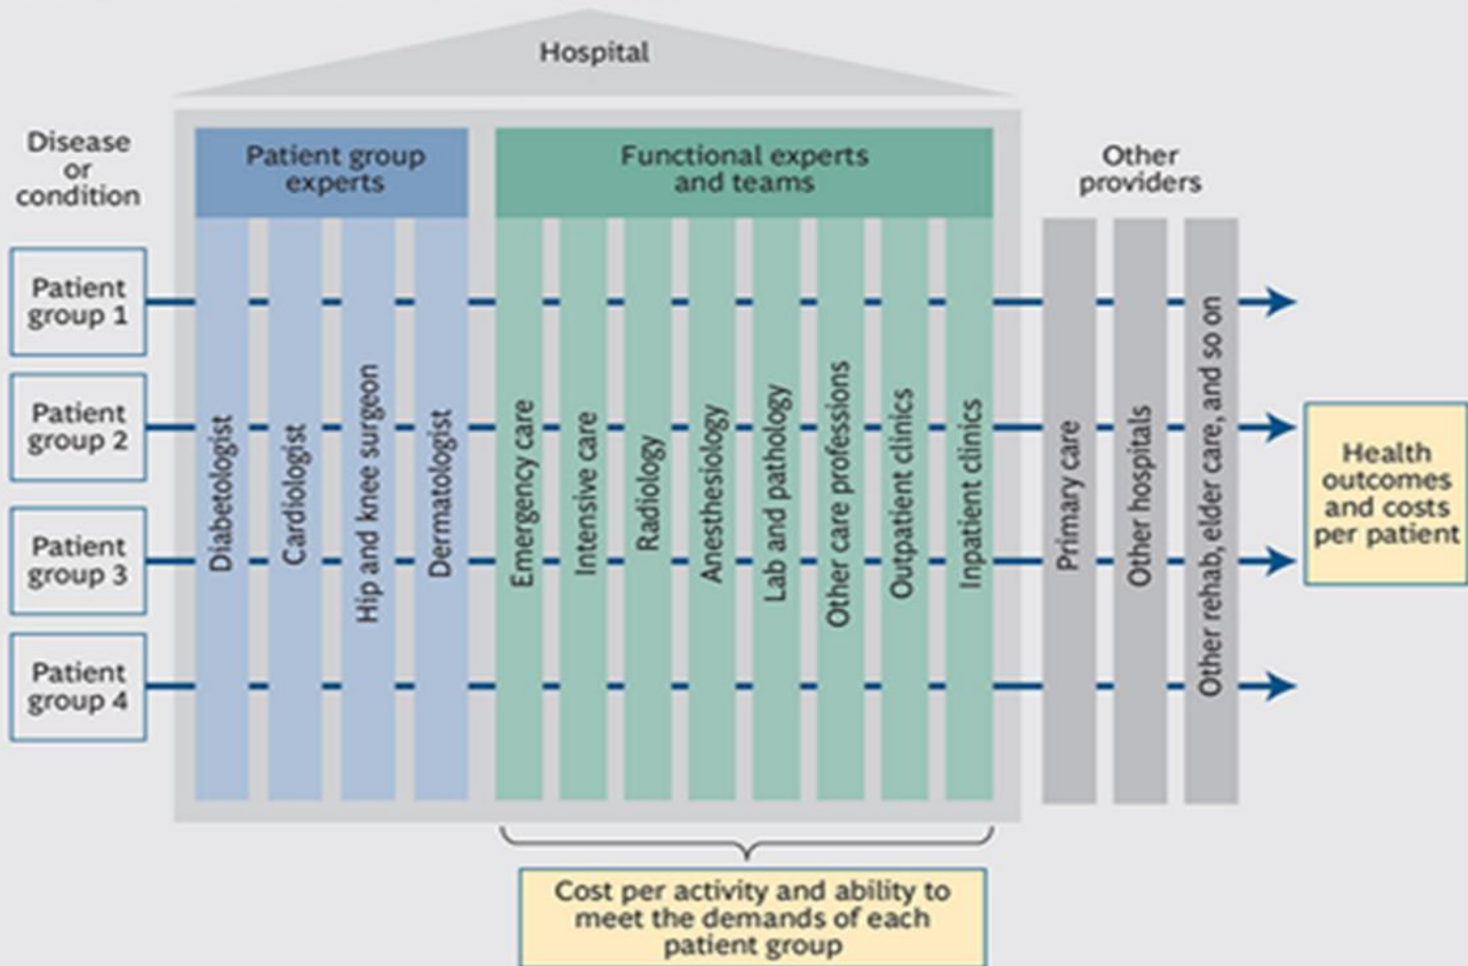 Hospital
Disease
or
condition
Patient group
experts
Functional experts
and teams
Other
providers
Patient
group 1
Patient
group 2
Patient
group 3
Patient
group 4
Diabetologist
Cardiologist
Hip and knee surgeon
Dermatologist
Emergency care
Intensive care
Radiology
Anesthesiology
Lab and pathology
Other care professions
Outpatient clinics
Inpatient clinics
Primary care
Other hospitals
Other rehab, elder care, and so on
Health
outcomes
and costs
per patient
Cost per activity and ability to
meet the demands of each
patient group